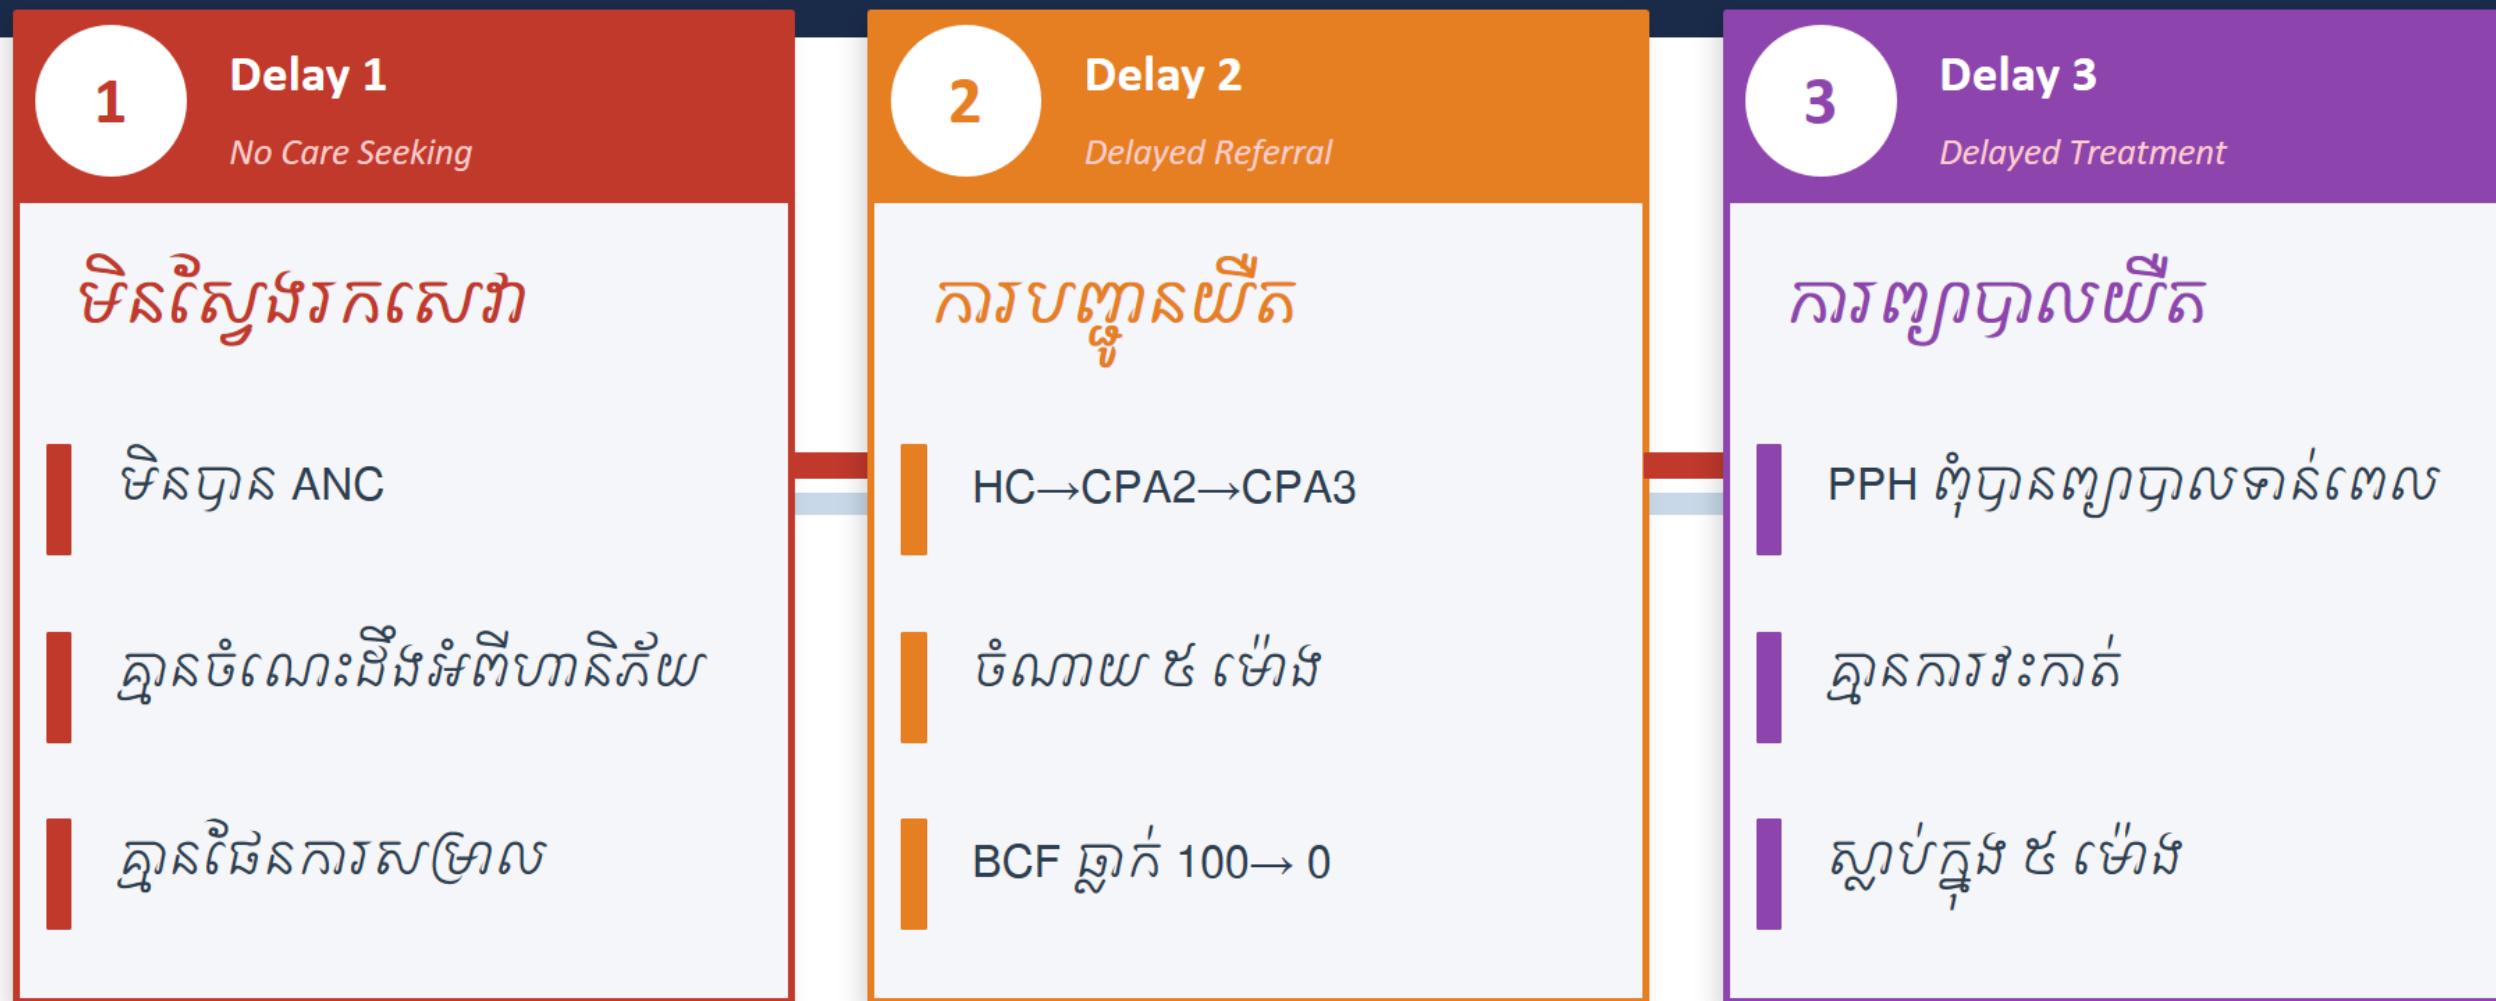 1
Delay 1
No Care Seeking
មិនស្វែងរកសេវា
មិនបាន ANC
គ្មានចំណេះដឹងអំពីហានិភ័យ
គ្មានផែនការសម្រាល
2
Delay 2
Delayed Referral
ការបញ្ជូនយឺត
HC→CPA2→CPA3
ចំណាយ ៥ ម៉ោង
BCF ធ្លាក់ 100→ 0
3
Delay 3
Delayed Treatment
ការព្យាបាលយឺត
PPH ពុំបានព្យាបាលទាន់ពេល
គ្មានការវះកាត់
ស្លាប់ក្នុង ៥ ម៉ោង